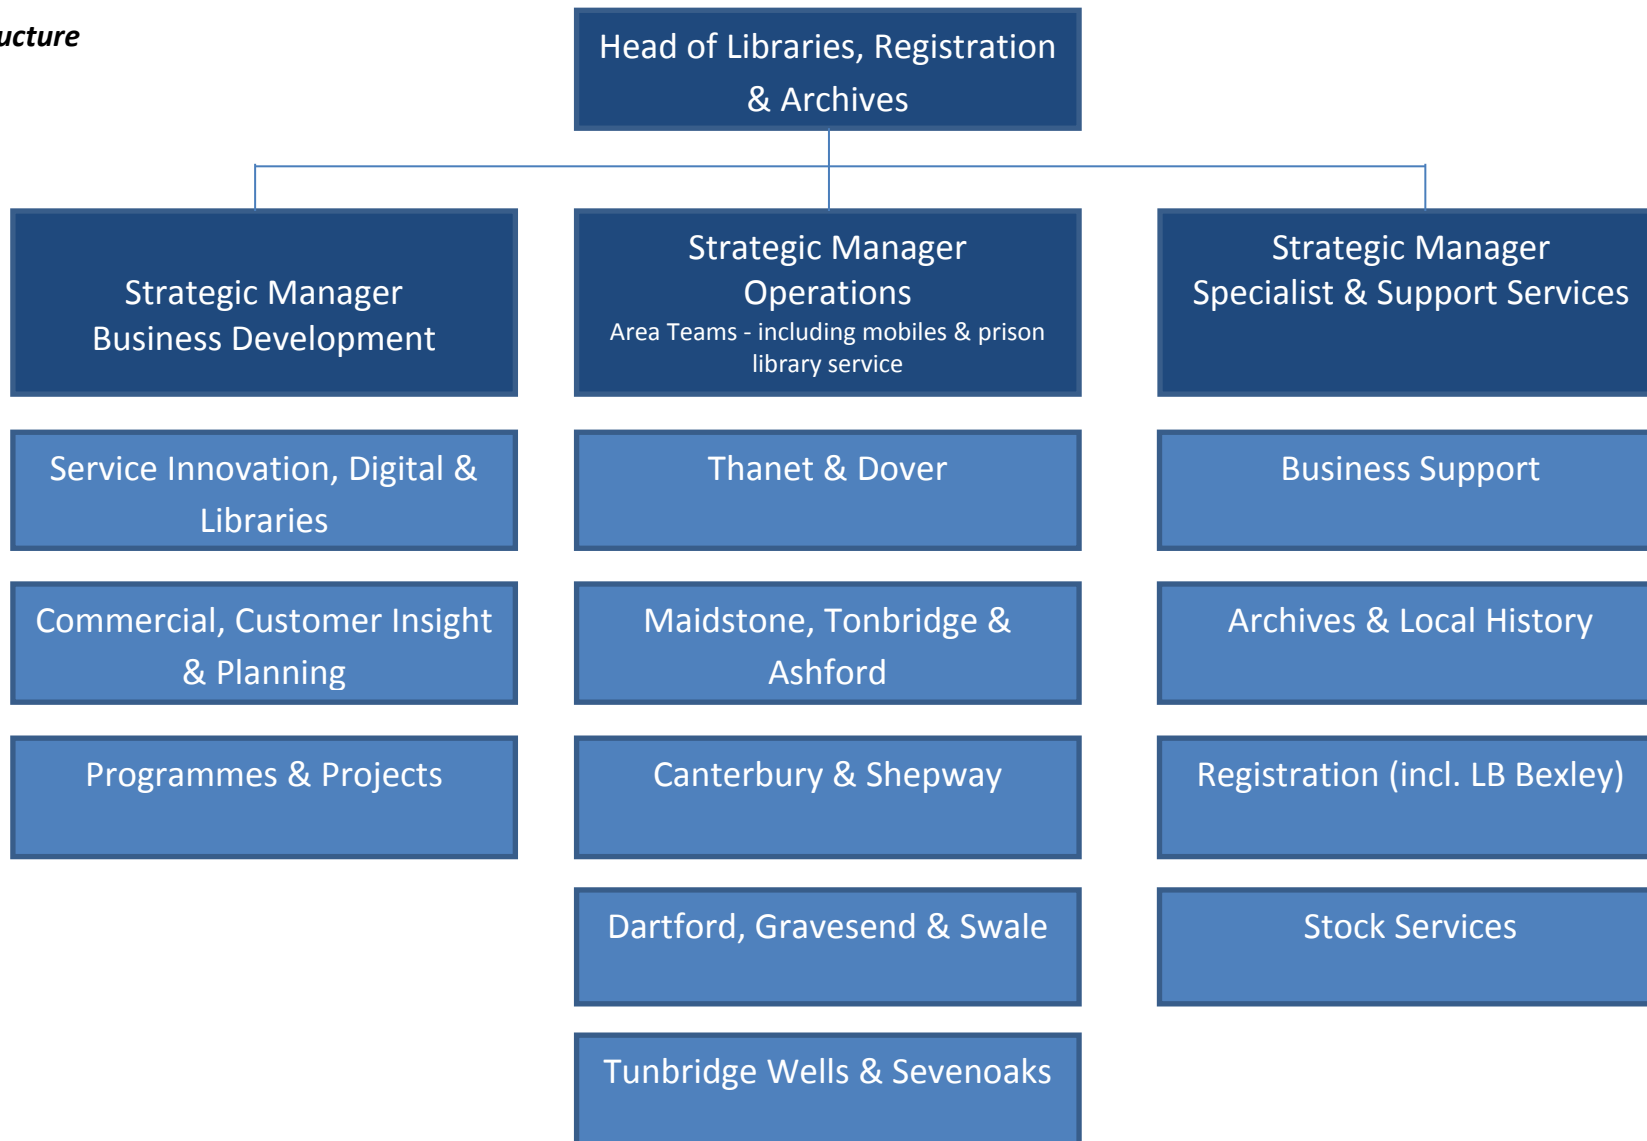 ucture
Head of Libraries, Registration
& Archives
Strategic Manager
Business Development
Strategic Manager
Operations
Area Teams - including mobiles & prison
library service
Strategic Manager
Specialist & Support Services
Service Innovation, Digital &
Libraries
Commercial, Customer Insight
& Planning
Programmes & Projects
Thanet & Dover
Maidstone, Tonbridge &
Ashford
Canterbury & Shepway
Dartford, Gravesend & Swale
Tunbridge Wells & Sevenoaks
Business Support
Archives & Local History
Registration (incl. LB Bexley)
Stock Services